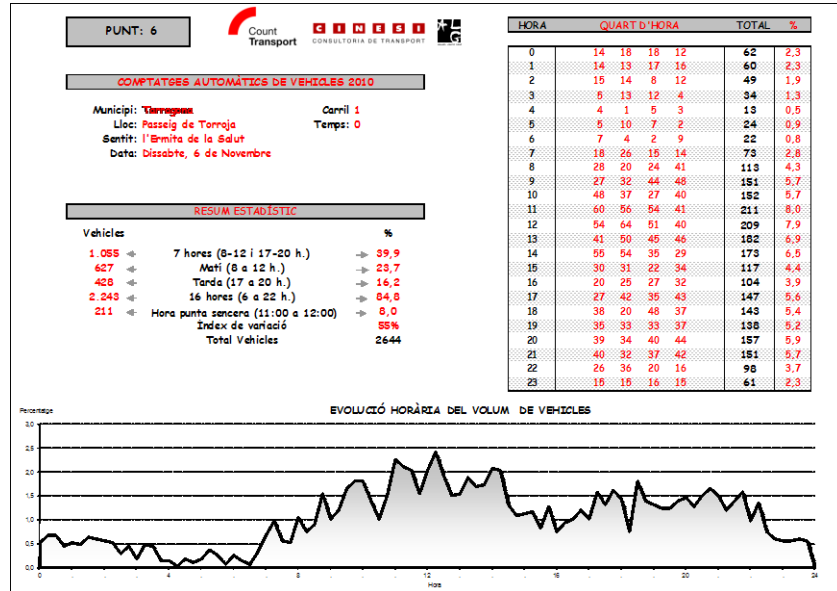 PUNT: 6
Count
Transport
CINESI
CONSULTORIA DE TRANSPORT
COMPTATGES AUTOMÀTICS DE VEHICLES 2010
Municipi: Carril 1
Lloc: Passeig de Torroja Temps: 0
Sentit: l'Ermita de la Salut
Data: Dissabte, 6 de Novembre
RESUM ESTADÍSTIC
Vehicles %
1.055 7 hores (8-12 i 17-20 h.) 39,9
627 Matí (8 a 12 h.) 23,7
428 Tarda (17 a 20 h.) 16,2
2.243 16 hores (6 a 22 h.) 84,8
211 Hora punta sencera (11:00 a 12:00) 8,0
Índex de variació 55%
Total Vehicles 2644
HORA QUART D'HORA TOTAL %
0 14 18 18 12 62 2,3
1 14 13 17 16 60 2,3
2 15 14 8 12 49 1,9
3 5 13 12 4 34 1,3
4 4 1 5 3 13 0,5
5 5 10 7 2 24 0,9
6 7 4 2 9 22 0,8
7 18 26 15 14 73 2,8
8 28 20 24 41 113 4,3
9 27 32 44 48 151 5,7
10 48 37 27 40 152 5,7
11 60 56 54 41 211 8,0
12 54 64 51 40 209 7,9
13 41 50 45 46 182 6,9
14 55 54 35 29 173 6,5
15 30 31 22 34 117 4,4
16 20 25 27 32 104 3,9
17 27 42 35 43 147 5,6
18 38 20 48 37 143 5,4
19 35 33 33 37 138 5,2
20 39 34 40 44 157 5,9
21 40 32 37 42 151 5,7
22 26 36 20 16 98 3,7
23 15 15 16 15 61 2,3
EVOLUCIÓ HORÀRIA DEL VOLUM DE VEHICLES
Percentatge
3,0
2,5
2,0
1,5
1,0
0,5
0,0
0 4 8 12 16 20 24
Hora